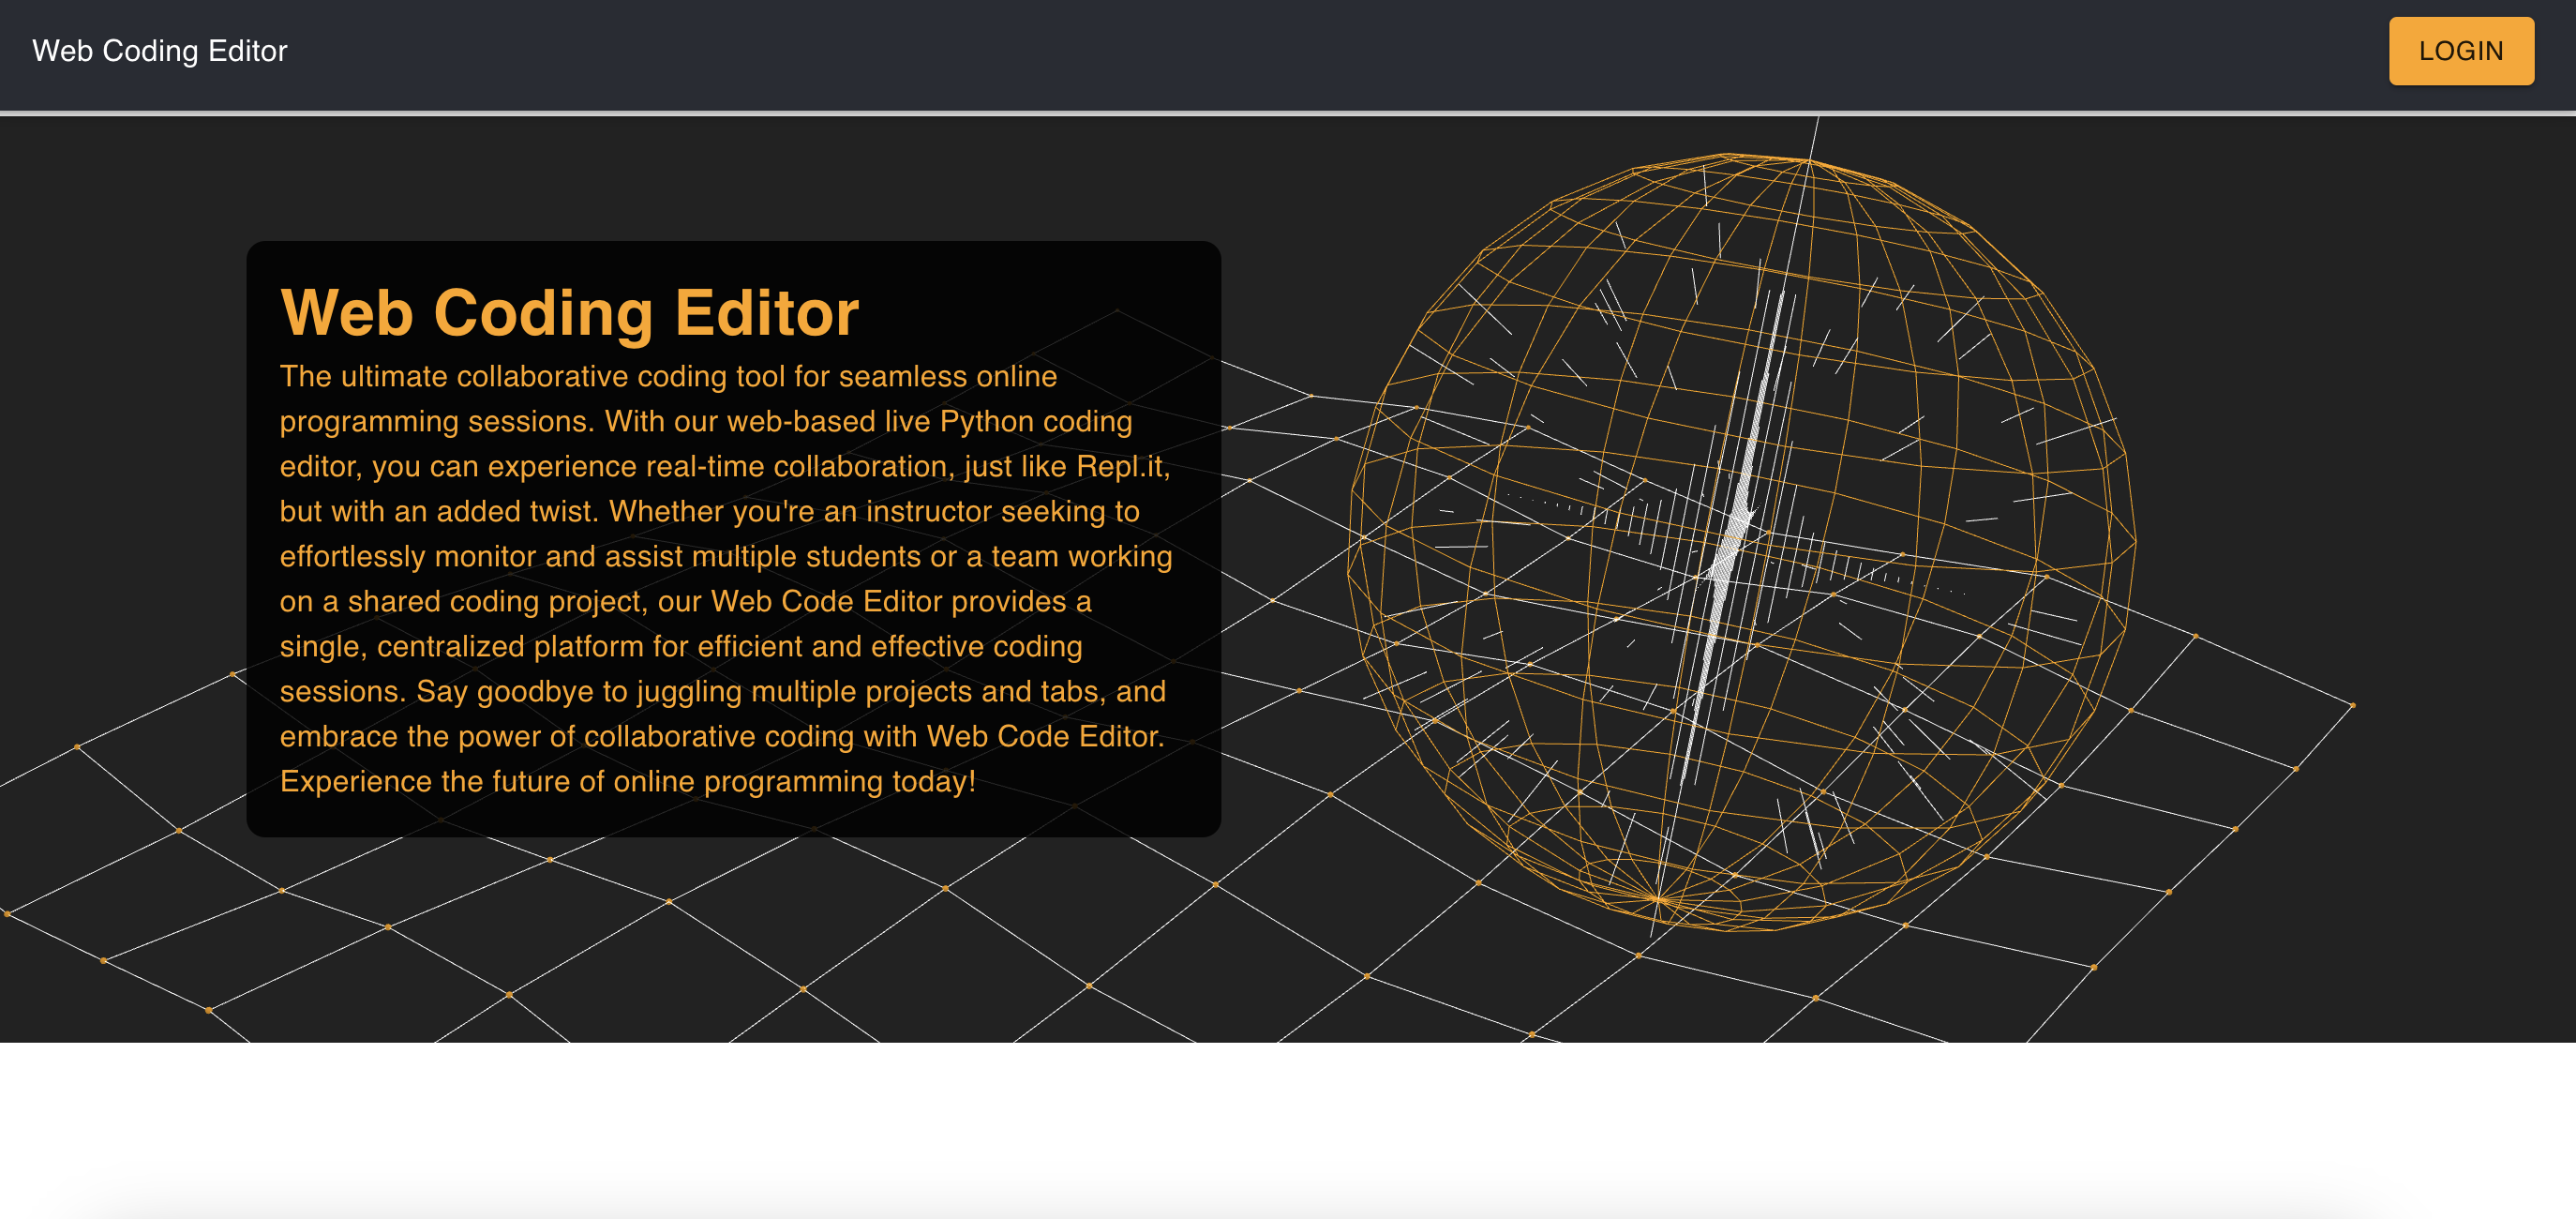 Web Coding Editor
LOGIN
Web Coding Editor
The ultimate collaborative coding tool for seamless online
programming sessions. With our web-based live Python coding
editor, you can experience real-time collaboration, just like Repl.it,
but with an added twist. Whether you're an instructor seeking to
effortlessly monitor and assist multiple students or a team working
on a shared coding project, our Web Code Editor provides a
single, centralized platform for efficient and effective coding
sessions. Say goodbye to juggling multiple projects and tabs, and
embrace the power of collaborative coding with Web Code Editor.
Experience the future of online programming today!